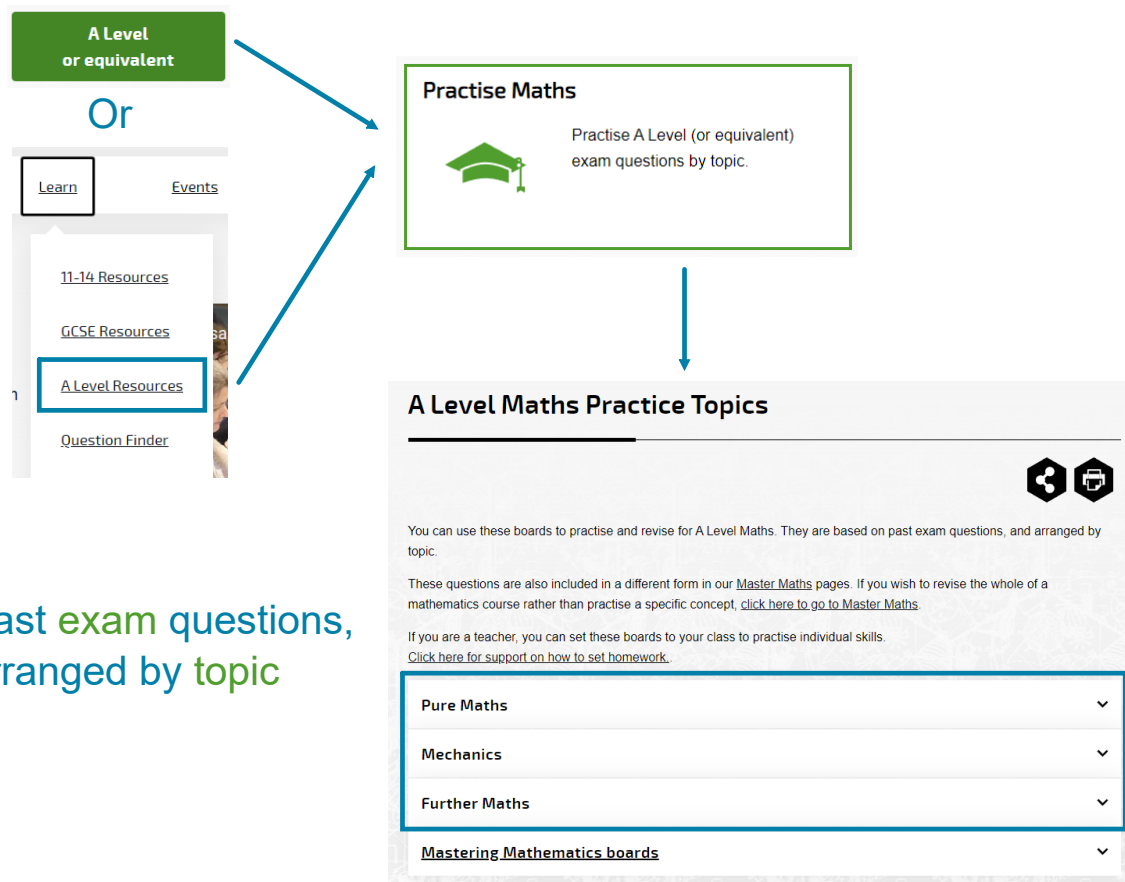 A Level
or equivalent
Or
Learn
Events
11-14 Resources
GCSE Resources
A Level Resources
Question Finder
Practise Maths
Practise A Level (or equivalent)
exam questions by topic.
A Level Maths Practice Topics
You can use these boards to practise and revise for A Level Maths. They are based on past exam questions, and arranged by
topic.
These questions are also included in a different form in our Master Maths pages. If you wish to revise the whole of a
mathematics course rather than practise a specific concept, click here to go to Master Maths.
If you are a teacher, you can set these boards to your class to practise individual skills.
Click here for support on how to set homework.
Pure Maths
Mechanics
Further Maths
Mastering Mathematics boards
ast exam questions,
ranged by topic